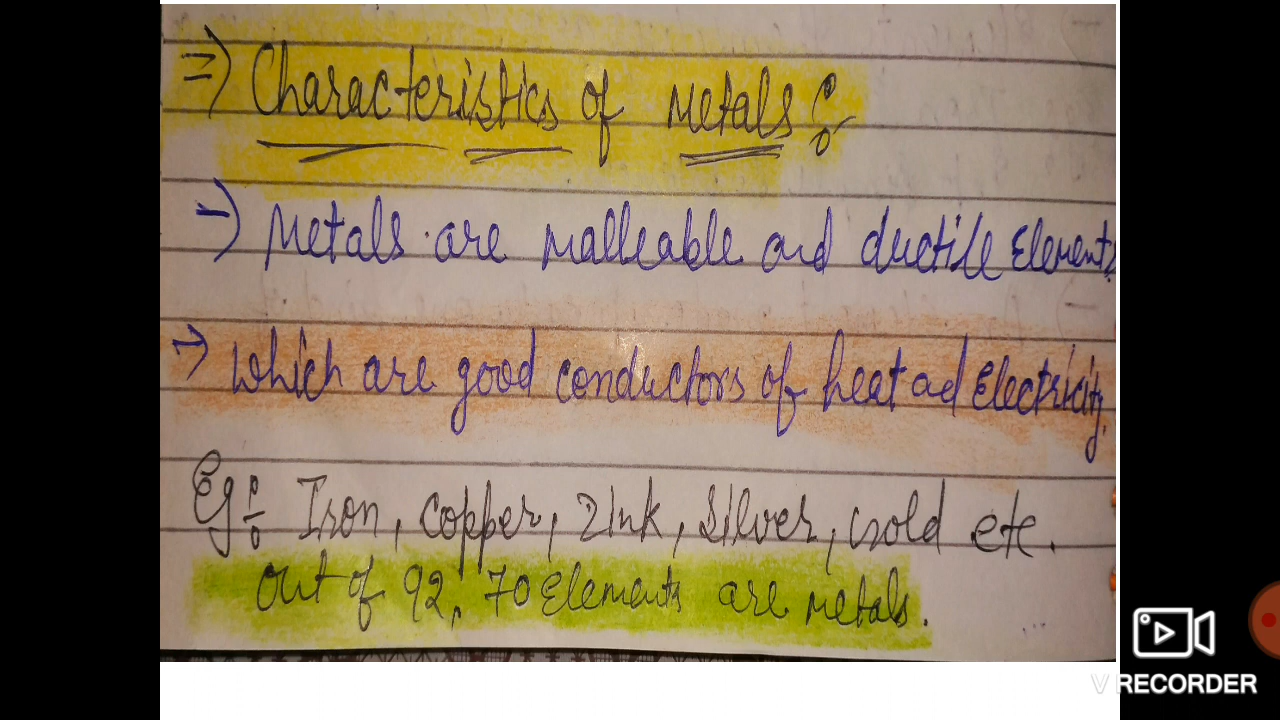 =) Characteristics of Metals :-
-) Metals are malleable and ductile Elements
-) Which are good conductors of heat ad Electricity.
Eg :- Iron, Copper, Zink, Silver, Gold etc.
Out of 92, 70 Elements are metals.
V RECORDER